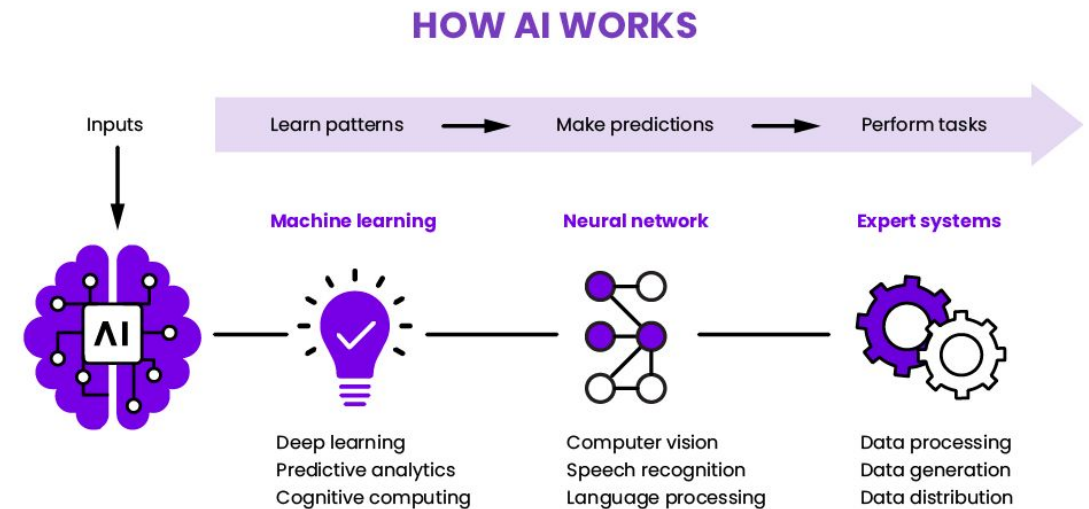 HOW AI WORKS
Inputs
Learn patterns
Make predictions
Perform tasks
Machine learning
Neural network
Expert systems
AI
Deep learning
Predictive analytics
Cognitive computing
Computer vision
Speech recognition
Language processing
Data processing
Data generation
Data distribution